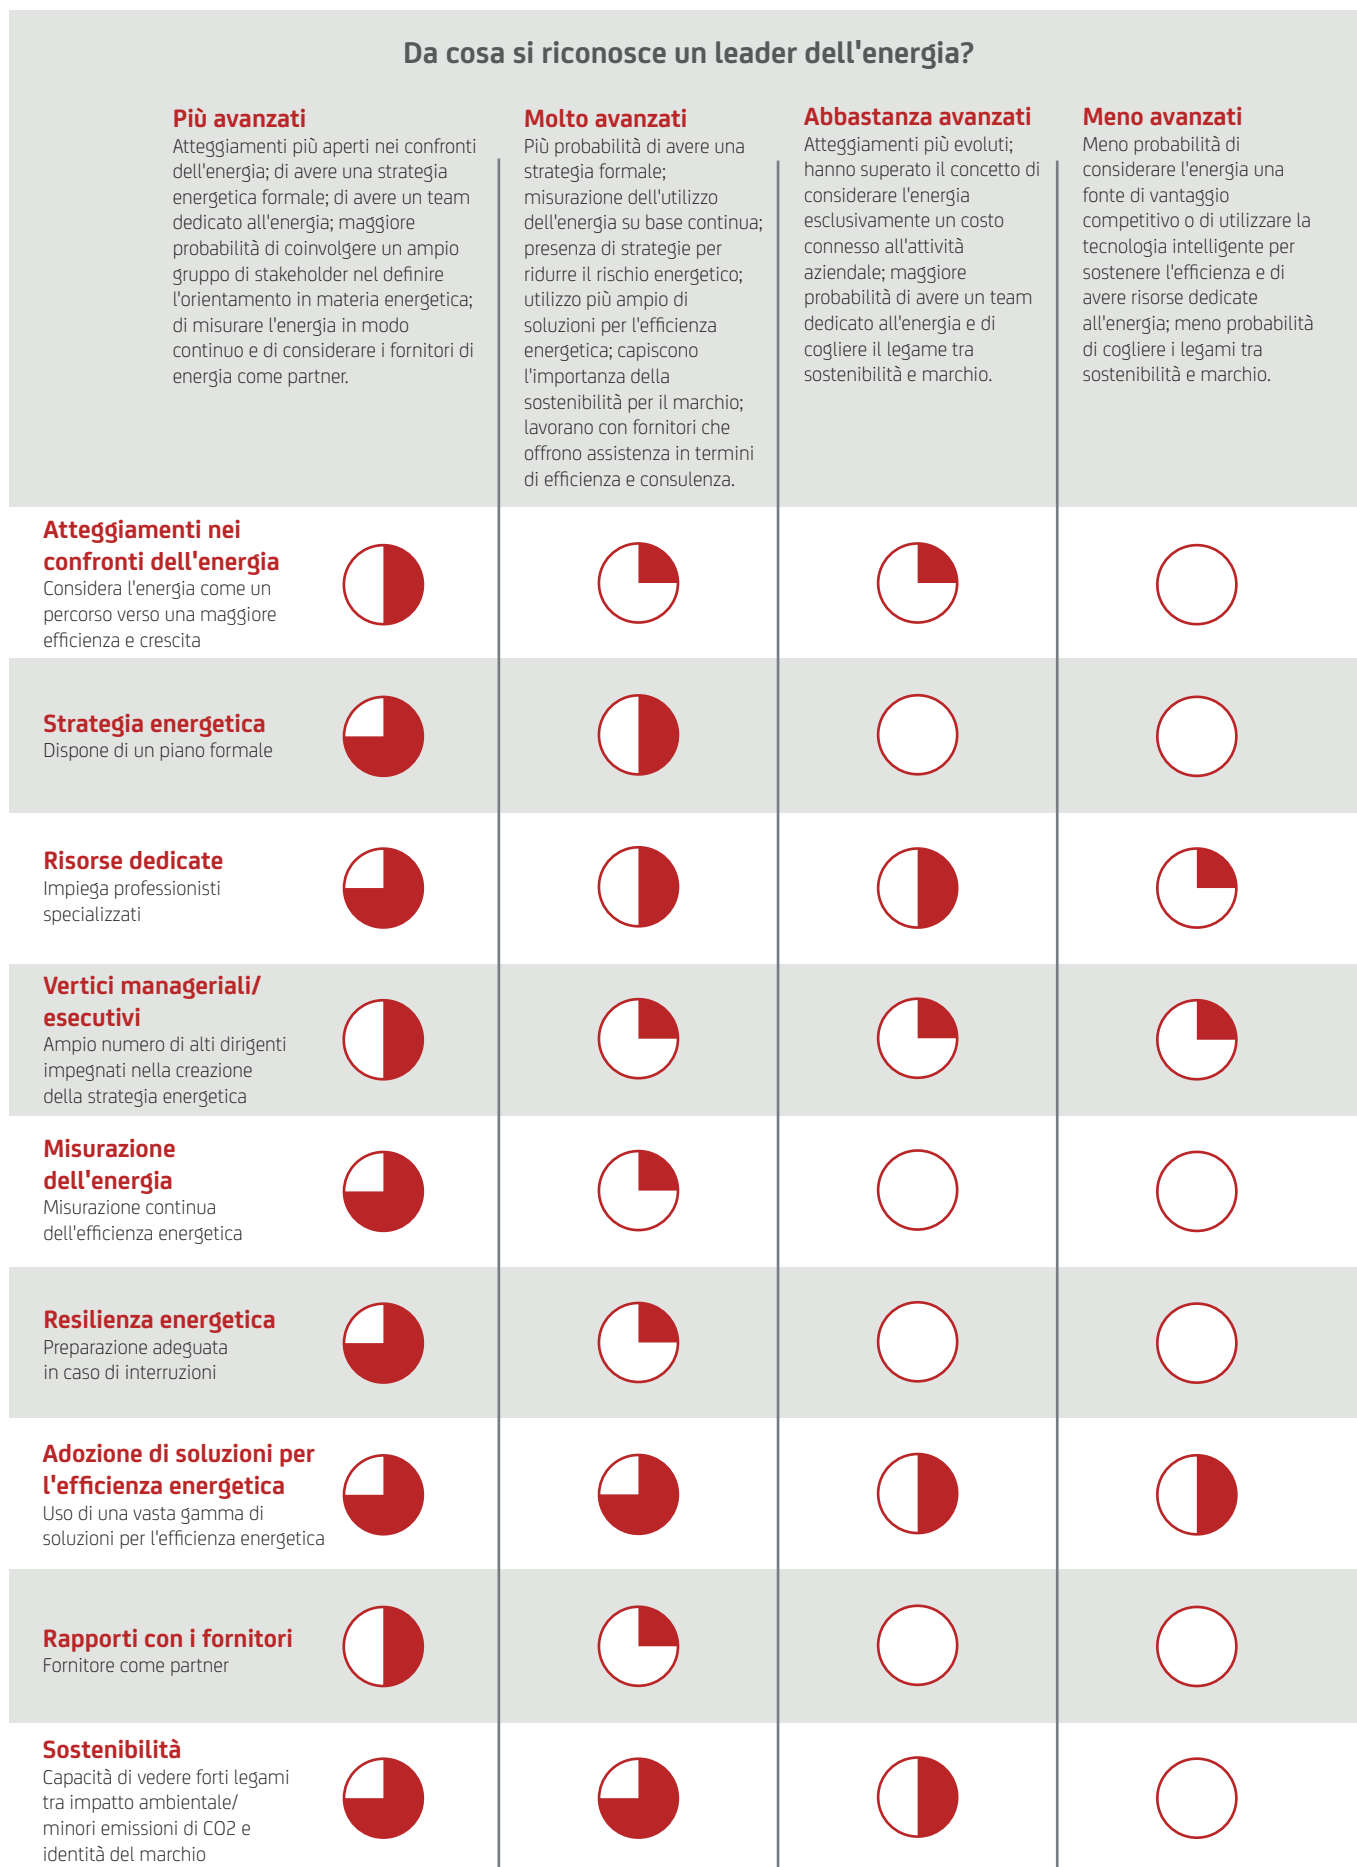 Da cosa si riconosce un leader dell'energia?
Più avanzati
Atteggiamenti più aperti nei confronti
dell'energia; di avere una strategia
energetica formale; di avere un team
dedicato all'energia; maggiore
probabilità di coinvolgere un ampio
gruppo di stakeholder nel definire
l'orientamento in materia energetica;
di misurare l'energia in modo
continuo e di considerare i fornitori di
energia come partner.
Molto avanzati
Più probabilità di avere una
strategia formale;
misurazione dell'utilizzo
dell'energia su base continua;
presenza di strategie per
ridurre il rischio energetico;
utilizzo più ampio di
soluzioni per l'efficienza
energetica; capiscono
l'importanza della
sostenibilità per il marchio;
lavorano con fornitori che
offrono assistenza in termini
di efficienza e consulenza.
Abbastanza avanzati
Atteggiamenti più evoluti;
hanno superato il concetto di
considerare l'energia
esclusivamente un costo
connesso all'attività
aziendale; maggiore
probabilità di avere un team
dedicato all'energia e di
cogliere il legame tra
sostenibilità e marchio.
Meno avanzati
Meno probabilità di
considerare l'energia una
fonte di vantaggio
competitivo o di utilizzare la
tecnologia intelligente per
sostenere l'efficienza e di
avere risorse dedicate
all'energia; meno probabilità
di cogliere i legami tra
sostenibilità e marchio.
Atteggiamenti nei
confronti dell'energia
Considera l'energia come un
percorso verso una maggiore
efficienza e crescita
Strategia energetica
Dispone di un piano formale
Risorse dedicate
Impiega professionisti
specializzati
Vertici manageriali/
esecutivi
Ampio numero di alti dirigenti
impegnati nella creazione
della strategia energetica
Misurazione
dell'energia
Misurazione continua
dell'efficienza energetica
Resilienza energetica
Preparazione adeguata
in caso di interruzioni
Adozione di soluzioni per
l'efficienza energetica
Uso di una vasta gamma di
soluzioni per l'efficienza energetica
Rapporti con i fornitori
Fornitore come partner
Sostenibilità
Capacità di vedere forti legami
tra impatto ambientale/
minori emissioni di CO2 e
identità del marchio